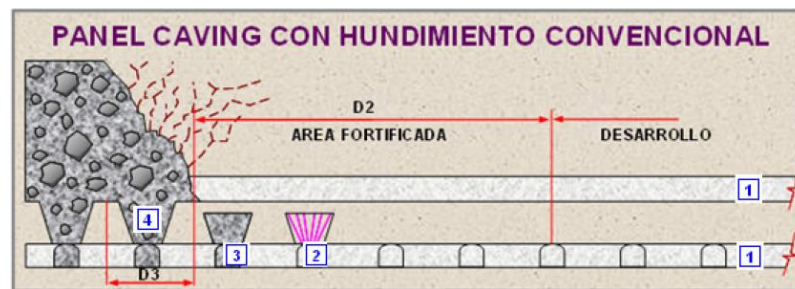 PANEL CAVING CON HUNDIMIENTO CONVENCIONAL
D2
AREA FORTIFICADA
DESARROLLO
1
4
3
2
1
D3